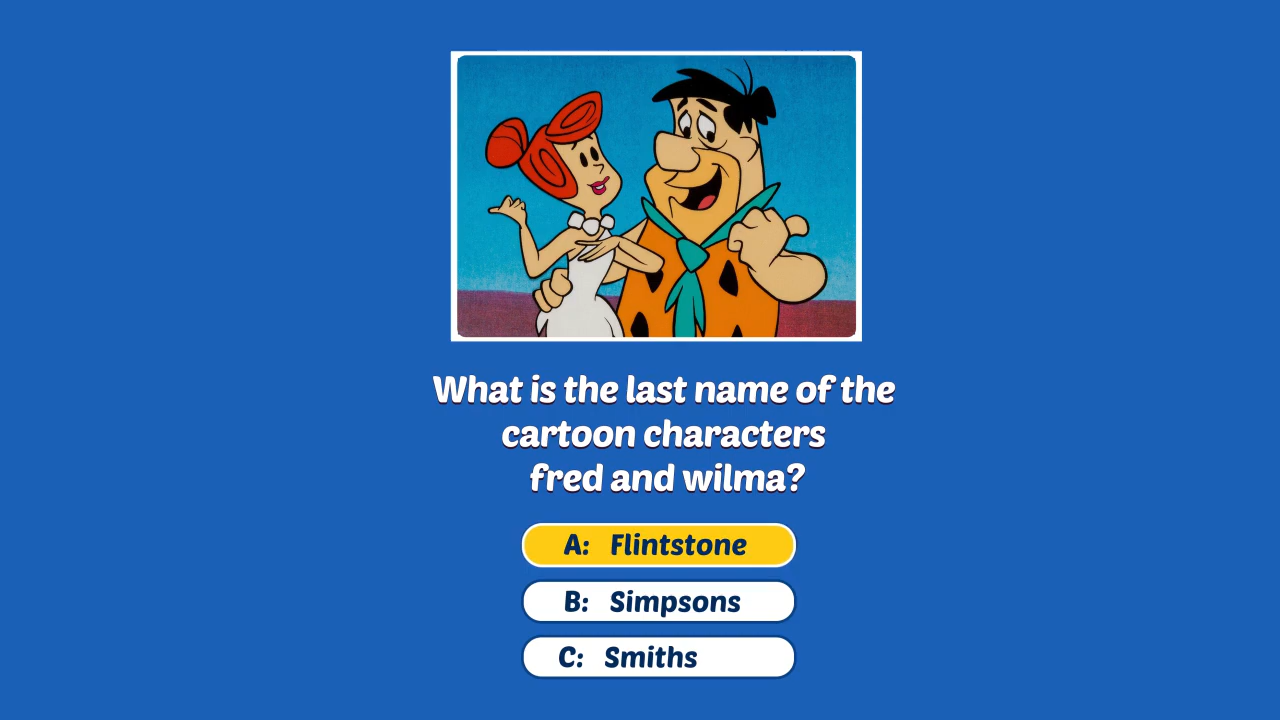 What is the last name of the
cartoon characters
fred and wilma?
A: Flintstone
B: Simpsons
C: Smiths